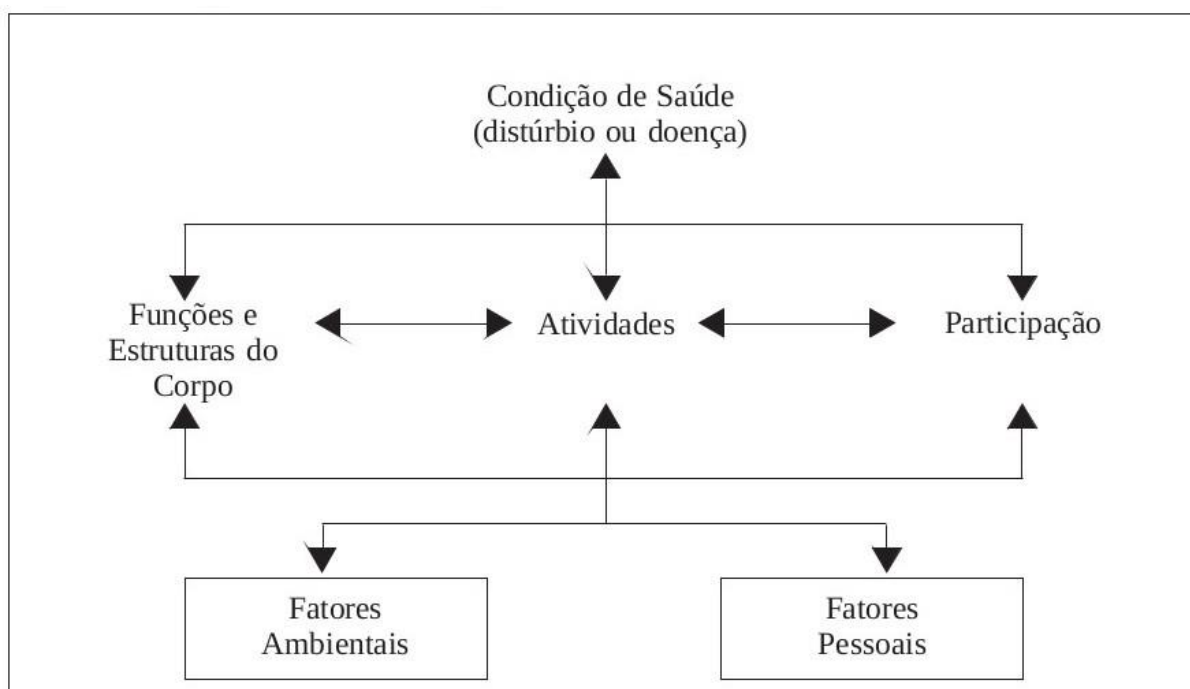 Condição de Saúde
(distúrbio ou doença)
Funções e
Estruturas do
Corpo
Atividades
Participação
Fatores
Ambientais
Fatores
Pessoais